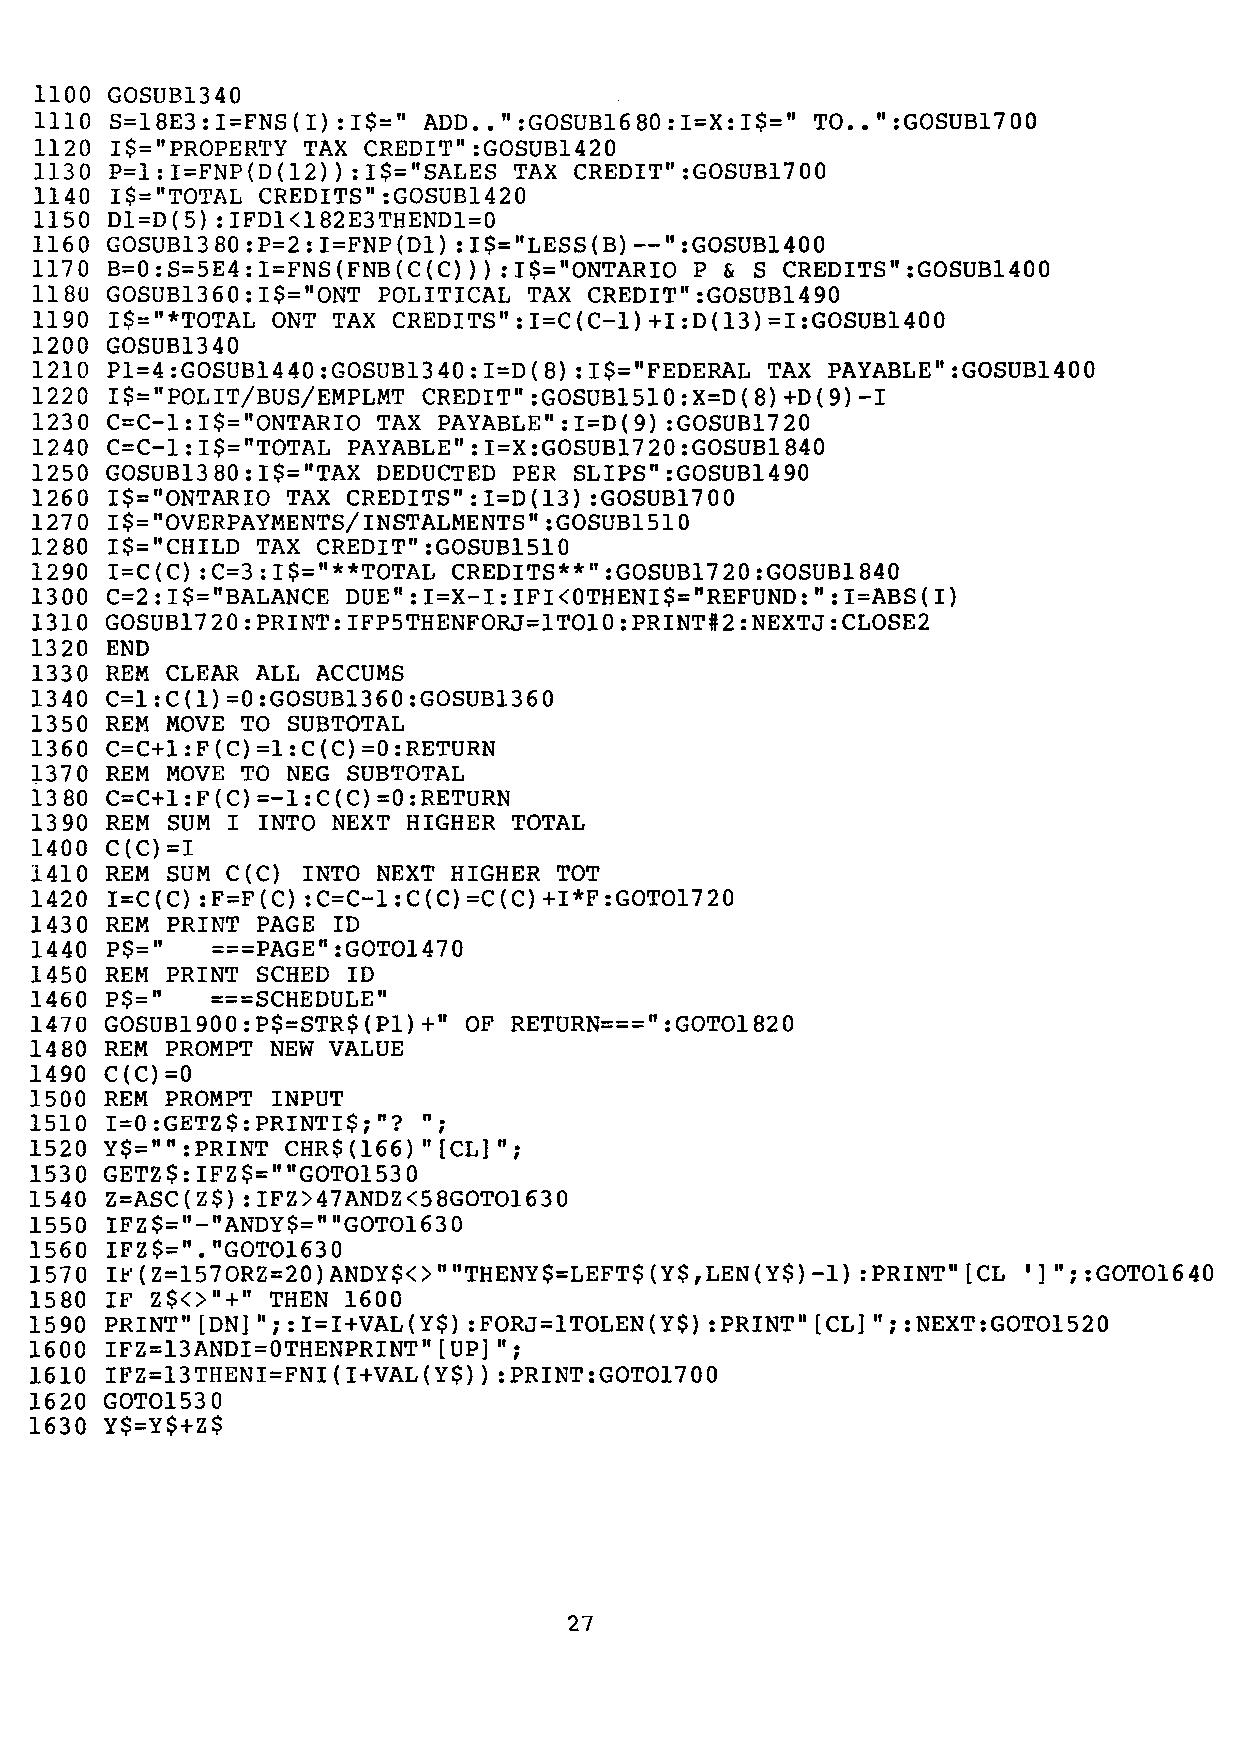 1100 GOSUB1340
1110 S=18E3:I=FNS(I):I$=" ADD..":GOSUB1680:I=X:I$=" TO..":GOSUB1700
1120 I$="PROPERTY TAX CREDIT":GOSUB1420
1130 P=1:I=FNP(D(12)):I$="SALES TAX CREDIT":GOSUB1700
1140 I$="TOTAL CREDITS":GOSUB1420
1150 D1=D(5):IFD1<182E3THEND1=0
1160 GOSUB1380:P=2:I=FNP(D1):I$="LESS(B)--":GOSUB1400
1170 B=0:S=5E4:I=FNS(FNB(C(C))):I$="ONTARIO P & S CREDITS":GOSUB1400
1180 GOSUB1360:I$="ONT POLITICAL TAX CREDIT":GOSUB1490
1190 I$="*TOTAL ONT TAX CREDITS":I=C(C-1)+I:D(13)=I:GOSUB1400
1200 GOSUB1340
1210 P1=4:GOSUB1440:GOSUB1340:I=D(8):I$="FEDERAL TAX PAYABLE":GOSUB1400
1220 I$="POLIT/BUS/EMPLMT CREDIT":GOSUB1510:X=D(8)+D(9)-I
1230 C=C-1:I$="ONTARIO TAX PAYABLE":I=D(9):GOSUB1720
1240 C=C-1:I$="TOTAL PAYABLE":I=X:GOSUB1720:GOSUB1840
1250 GOSUB1380:I$="TAX DEDUCTED PER SLIPS":GOSUB1490
1260 I$="ONTARIO TAX CREDITS":I=D(13):GOSUB1700
1270 I$="OVERPAYMENTS/INSTALMENTS":GOSUB1510
1280 I$="CHILD TAX CREDIT":GOSUB1510
1290 I=C(C):C=3:I$="**TOTAL CREDITS**":GOSUB1720:GOSUB1840
1300 C=2:I$="BALANCE DUE":I=X-I:IFI<0THENI$="REFUND:":I=ABS(I)
1310 GOSUB1720:PRINT:IFP5THENFORJ=1TO10:PRINT#2:NEXTJ:CLOSE2
1320 END
1330 REM CLEAR ALL ACCUMS
1340 C=1:C(1)=0:GOSUB1360:GOSUB1360
1350 REM MOVE TO SUBTOTAL
1360 C=C+1:F(C)=1:C(C)=0:RETURN
1370 REM MOVE TO NEG SUBTOTAL
1380 C=C+1:F(C)=-1:C(C)=0:RETURN
1390 REM SUM I INTO NEXT HIGHER TOTAL
1400 C(C)=I
1410 REM SUM C(C) INTO NEXT HIGHER TOT
1420 I=C(C):F=F(C):C=C-1:C(C)=C(C)+I*F:GOTO1720
1430 REM PRINT PAGE ID
1440 P$="   ===PAGE":GOTO1470
1450 REM PRINT SCHED ID
1460 P$="   ===SCHEDULE"
1470 GOSUB1900:P$=STR$(P1)+" OF RETURN===":GOTO1820
1480 REM PROMPT NEW VALUE
1490 C(C)=0
1500 REM PROMPT INPUT
1510 I=0:GETZ$:PRINTI$;"? ";
1520 Y$="":PRINT CHR$(166)"[CL]";
1530 GETZ$:IFZ$=""GOTO1530
1540 Z=ASC(Z$):IFZ>47ANDZ<58GOTO1630
1550 IFZ$="-"ANDY$=""GOTO1630
1560 IFZ$="."GOTO1630
1570 IF(Z=157ORZ=20)ANDY$<>""THENY$=LEFT$(Y$,LEN(Y$)-1):PRINT"[CL ']";:GOTO1640
1580 IF Z$<>"+" THEN 1600
1590 PRINT"[DN]";:I=I+VAL(Y$):FORJ=1TOLEN(Y$):PRINT"[CL]";:NEXT:GOTO1520
1600 IFZ=13ANDI=0THENPRINT"[UP]";
1610 IFZ=13THENI=FNI(I+VAL(Y$)):PRINT:GOTO1700
1620 GOTO1530
1630 Y$=Y$+Z$
27